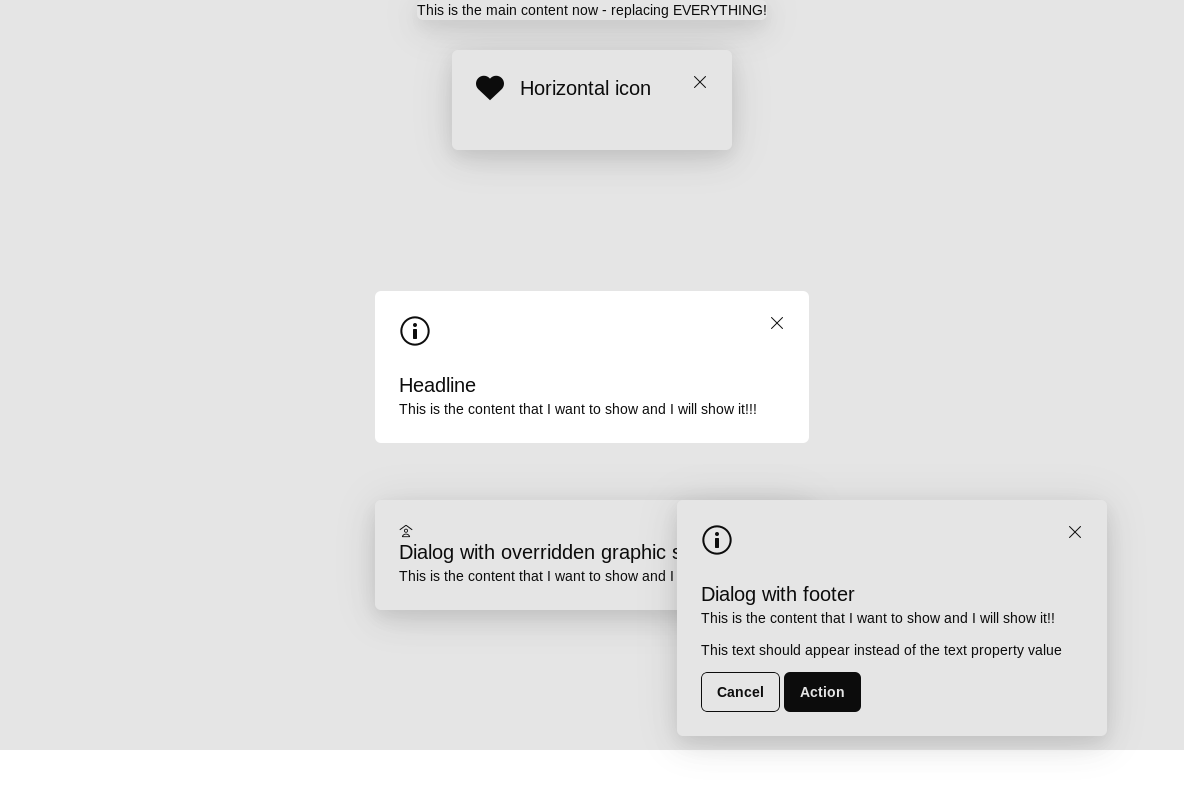 This is the main content now - replacing EVERYTHING!
Horizontal icon
Headline
This is the content that I want to show and I will show it!!!
Dialog with overridden graphic
This is the content that I want to show and I
Dialog with footer
This is the content that I want to show and I will show it!!
This text should appear instead of the text property value
Cancel Action